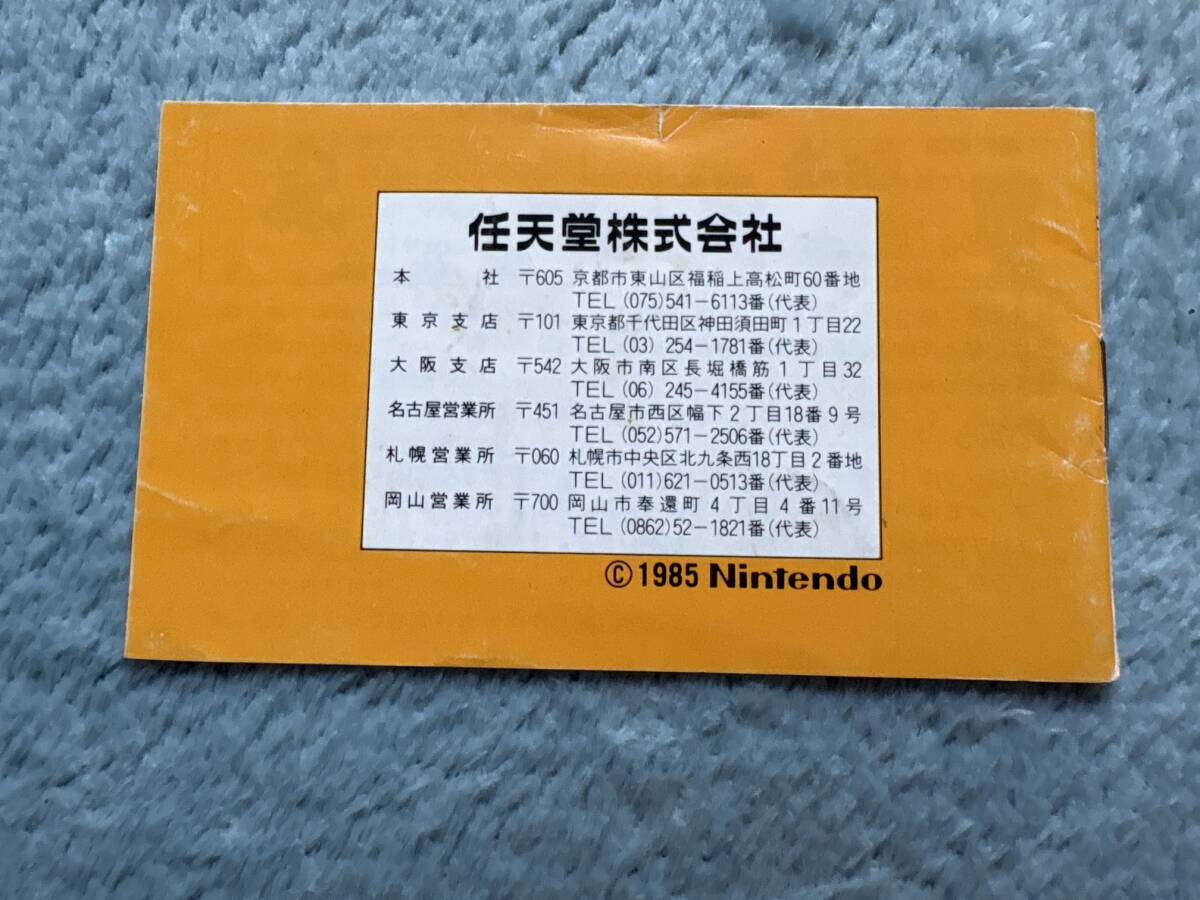 任天堂株式会社
本 社 〒605 京都市東山区福稲上高松町60番地
TEL (075)541-6113番(代表)
東京支店 〒101 東京都千代田区神田須田町1丁目22
TEL (03) 254-1781番(代表)
大阪支店 〒542 大阪市南区長堀橋筋1丁目32
TEL (06) 245-4155番(代表)
名古屋営業所 〒451 名古屋市西区幅下2丁目18番9号
TEL (052)571-2506番(代表)
札幌営業所 〒060 札幌市中央区北九条西18丁目2番地
TEL (011)621-0513番(代表)
岡山営業所 〒700 岡山市奉還町4丁目4番11号
TEL (0862)52-1821番(代表)
©1985 Nintendo